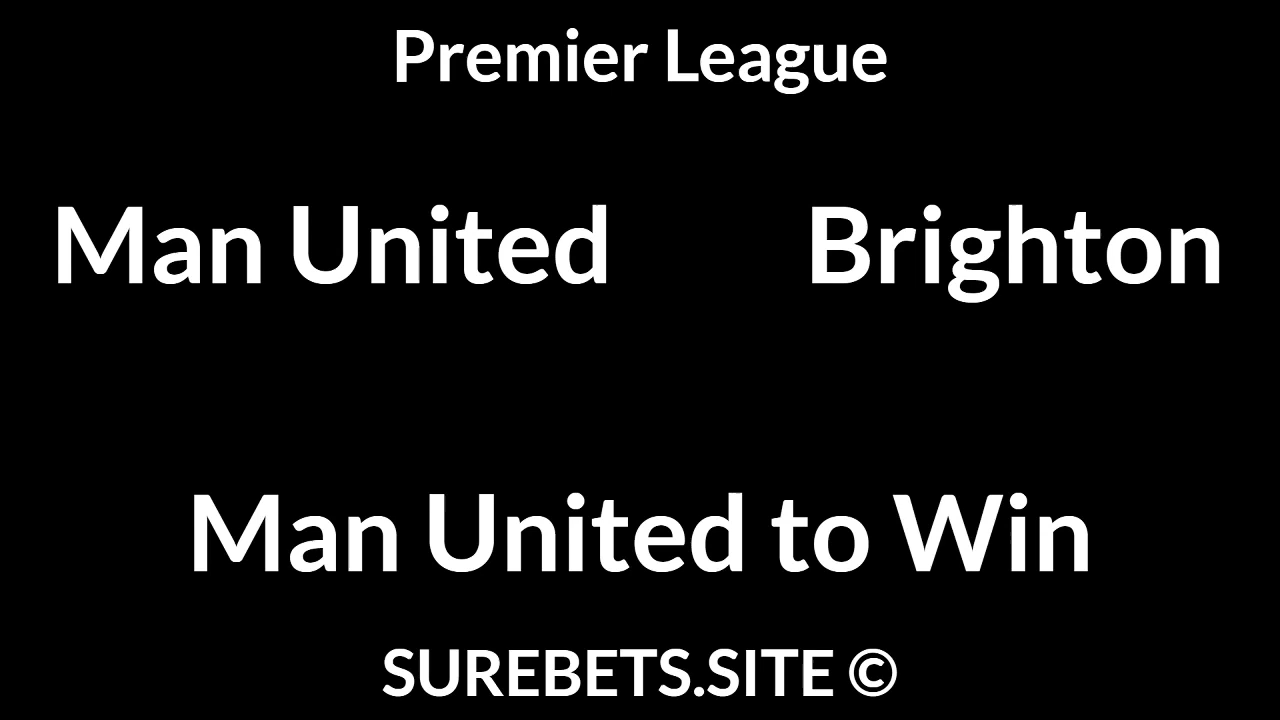 Premier League
Man United Brighton
Man United to Win
SUREBETS.SITE ©